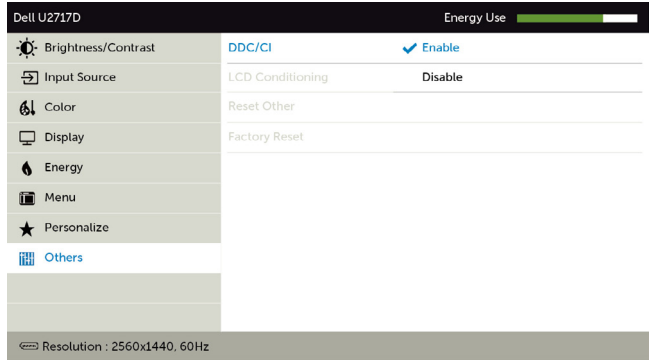 Dell U2717D Energy Use
Brightness/Contrast DDC/CI Enable
Input Source LCD Conditioning Disable
Color Reset Other
Display Factory Reset
Energy
Menu
Personalize
Others
Resolution : 2560x1440, 60Hz